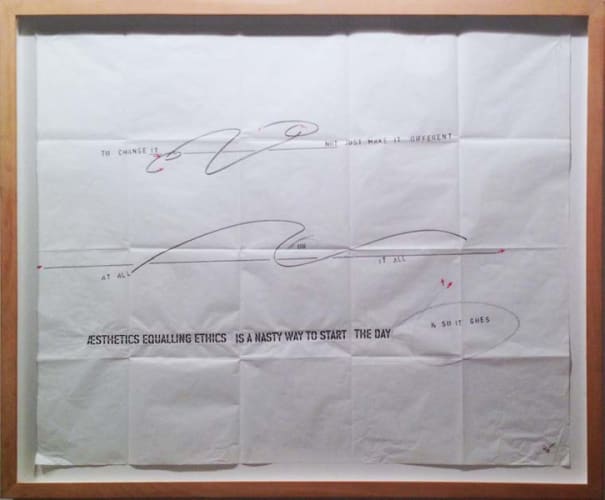 TO CHANGE IT NOT JUST MAKE IT DIFFERENT
AT ALL IT ALL
& SO IT GOES
ÆSTHETICS EQUALLING ETHICS IS A NASTY WAY TO START THE DAY